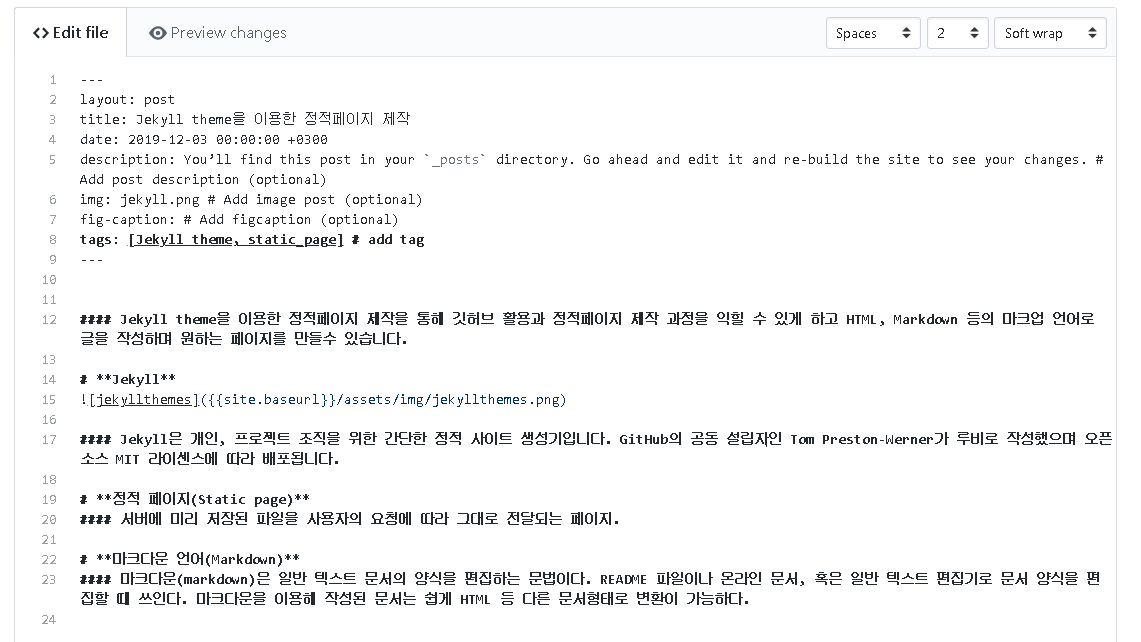 Edit file Preview changes Spaces 2 Soft wrap
1 ---
2 layout: post
3 title: Jekyll theme을 이용한 정적페이지 제작
4 date: 2019-12-03 00:00:00 +0300
5 description: You’ll find this post in your `_posts` directory. Go ahead and edit it and re-build the site to see your changes. #
Add post description (optional)
6 img: jekyll.png # Add image post (optional)
7 fig-caption: # Add figcaption (optional)
8 tags: [Jekyll theme, static_page] # add tag
9 ---
10
11
12 #### Jekyll theme을 이용한 정적페이지 제작을 통해 깃허브 활용과 정적페이지 제작 과정을 익힐 수 있게 하고 HTML, Markdown 등의 마크업 언어로
글을 작성하며 원하는 페이지를 만들수 있습니다.
13
14 # **Jekyll**
15 ![jekyllthemes]({{site.baseurl}}/assets/img/jekyllthemes.png)
16
17 #### Jekyll은 개인, 프로젝트 조직을 위한 간단한 정적 사이트 생성기입니다. GitHub의 공동 설립자인 Tom Preston-Werner가 루비로 작성했으며 오픈
소스 MIT 라이센스에 따라 배포됩니다.
18
19 # **정적 페이지(Static page)**
20 #### 서버에 미리 저장된 파일을 사용자의 요청에 따라 그대로 전달되는 페이지.
21
22 # **마크다운 언어(Markdown)**
23 #### 마크다운(markdown)은 일반 텍스트 문서의 양식을 편집하는 문법이다. README 파일이나 온라인 문서, 혹은 일반 텍스트 편집기로 문서 양식을 편
집할 때 쓰인다. 마크다운을 이용해 작성된 문서는 쉽게 HTML 등 다른 문서형태로 변환이 가능하다.
24